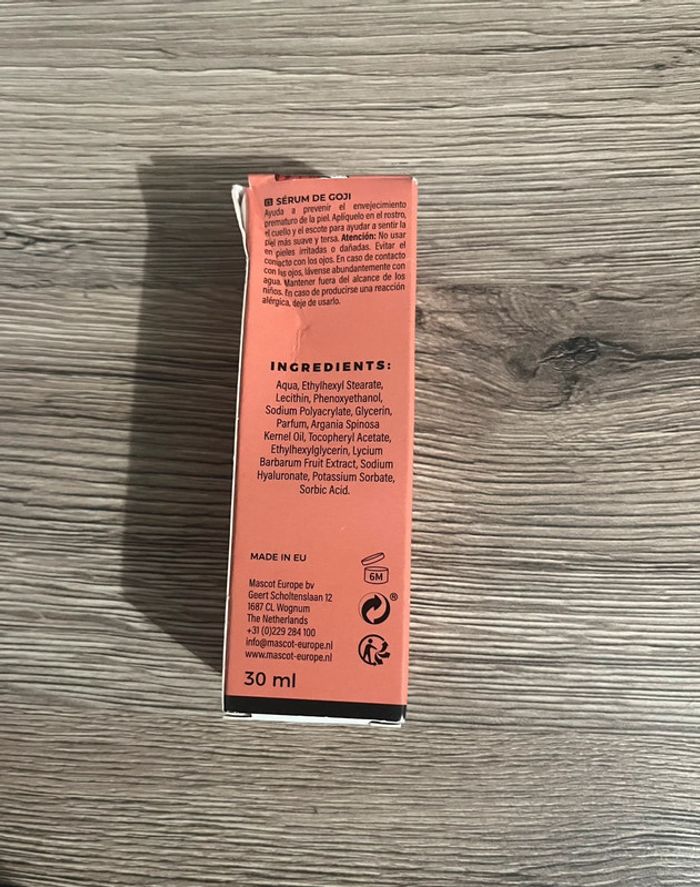 ES SÉRUM DE GOJI
Ayuda a prevenir el envejecimiento
prematuro de la piel. Aplíquelo en el rostro,
el cuello y el escote para ayudar a sentir la
piel más suave y tersa. Atención: No usar
en pieles irritadas o dañadas. Evitar el
contacto con los ojos. En caso de contacto
con los ojos, lávense abundantemente con
agua. Mantener fuera del alcance de los
niños. En caso de producirse una reacción
alérgica, deje de usarlo.
INGREDIENTS:
Aqua, Ethylhexyl Stearate,
Lecithin, Phenoxyethanol,
Sodium Polyacrylate, Glycerin,
Parfum, Argania Spinosa
Kernel Oil, Tocopheryl Acetate,
Ethylhexylglycerin, Lycium
Barbarum Fruit Extract, Sodium
Hyaluronate, Potassium Sorbate,
Sorbic Acid.
MADE IN EU
6M
Mascot Europe bv
Geert Scholtenslaan 12
1687 CL Wognum
The Netherlands
+31 (0)229 284 100
info@mascot-europe.nl
www.mascot-europe.nl
®
30 ml